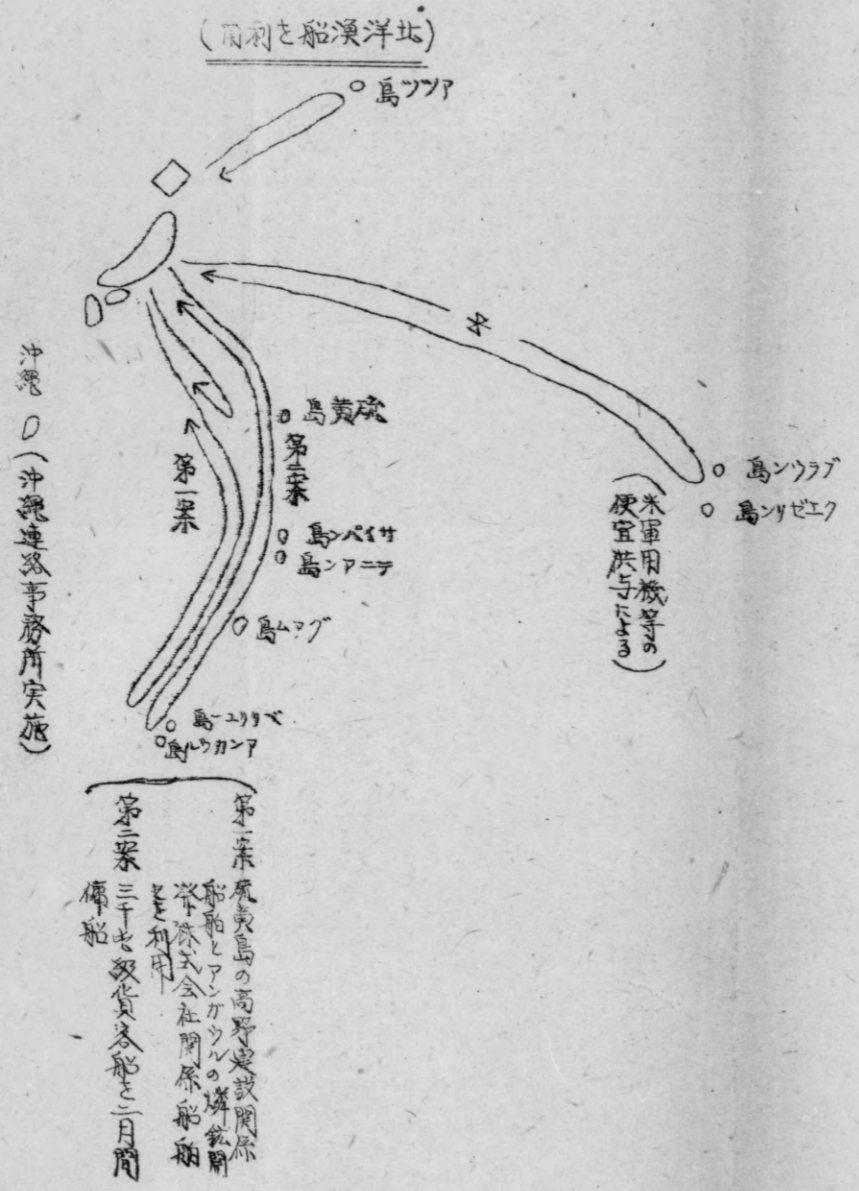 (北洋漁船を利用)
アッツ島
硫黄島
第二案
第一案
サイパン島
テニアン島
グアム島
ペリリュー島
アンガウル島
ブラウン島
クエゼリン島
(米軍用機等の
便宜供与による)
沖縄 (沖縄連絡事務所実施)
第一案 硫黄島の高野建設関係
船舶とアンガウルの燐鉱開
発株式会社関係船舶
とを利用
第二案 三千屯級貨客船を二月間
傭船